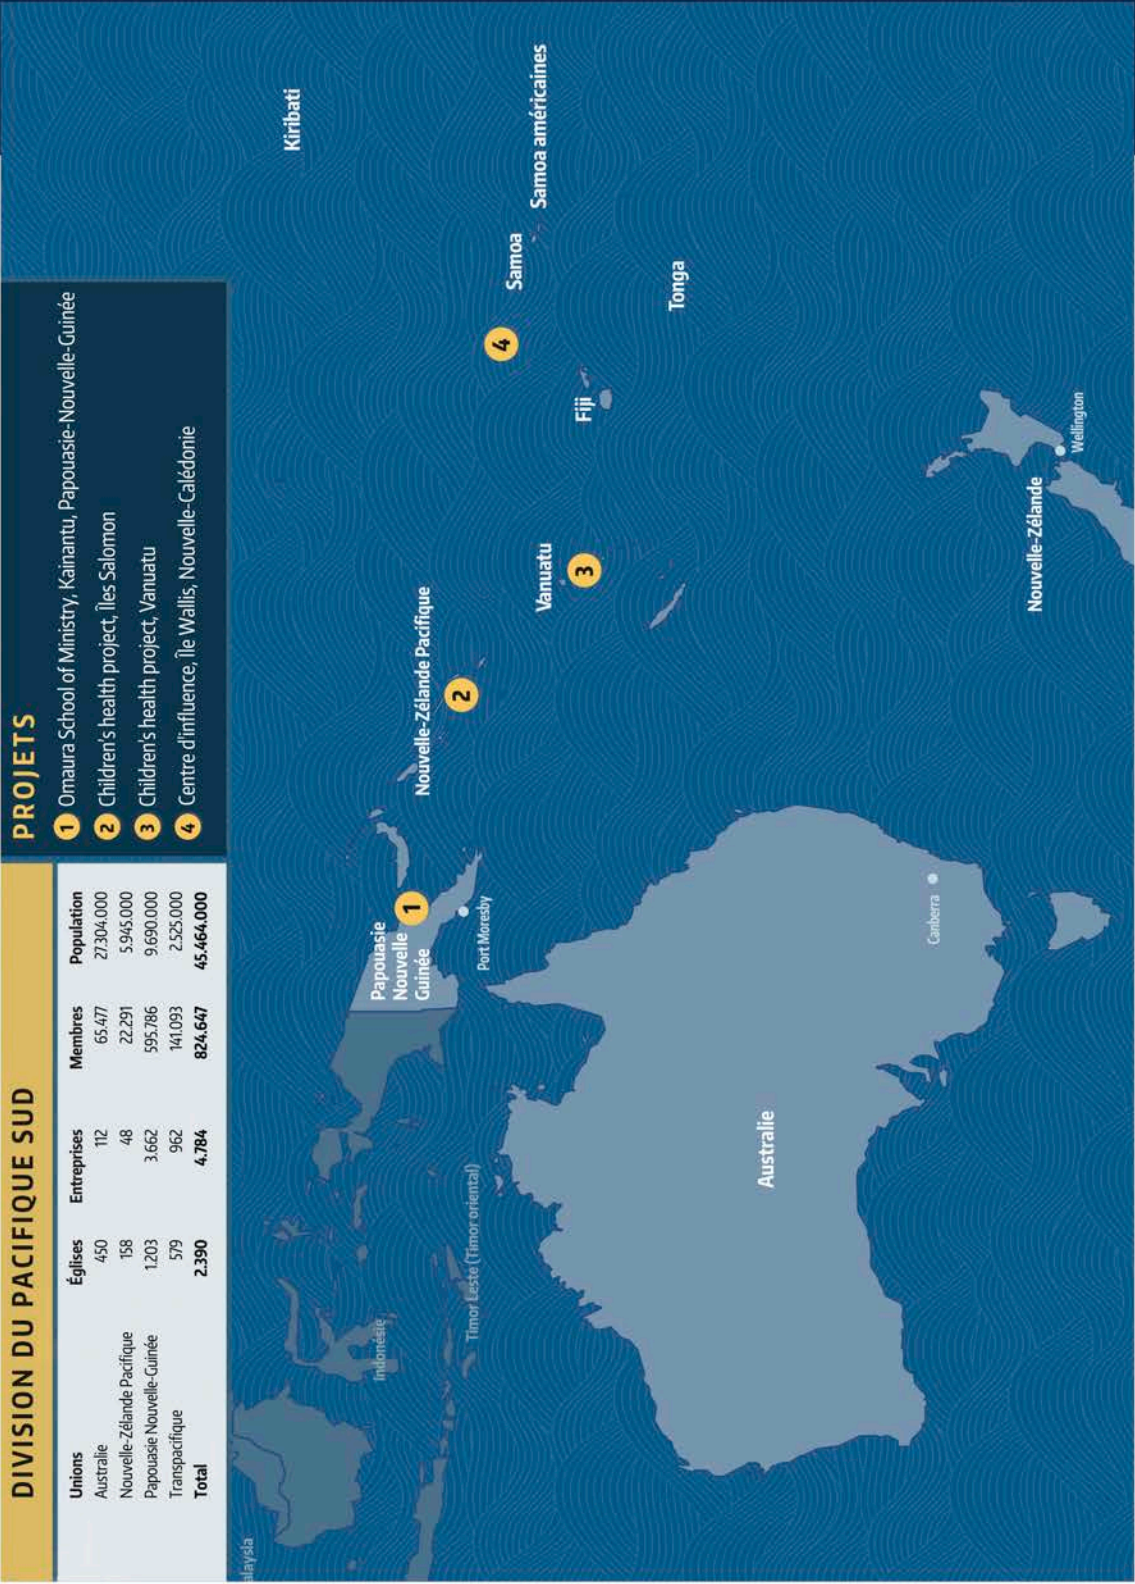 DIVISION DU PACIFIQUE SUD
Unions Églises Entreprises Membres Population
Australie 450 112 65.477 27.304.000
Nouvelle-Zélande Pacifique 158 48 22.291 5.945.000
Papouasie Nouvelle-Guinée 1.203 3.662 595.786 9.690.000
Transpacifique 579 962 141.093 2.525.000
Total 2.390 4.784 824.647 45.464.000
PROJETS
1 Omaura School of Ministry, Kainantu, Papouasie-Nouvelle-Guinée
2 Children's health project, Îles Salomon
3 Children's health project, Vanuatu
4 Centre d'influence, Île Wallis, Nouvelle-Calédonie
alaysia
Kiribati
Indonésie
Papouasie
Nouvelle
Guinée
1
Nouvelle-Zélande Pacifique
2
Timor Leste (Timor oriental)
Port Moresby
4
Samoa
Samoa américaines
Vanuatu
3
Fiji
Tonga
Australie
Canberra
Nouvelle-Zélande
Wellington